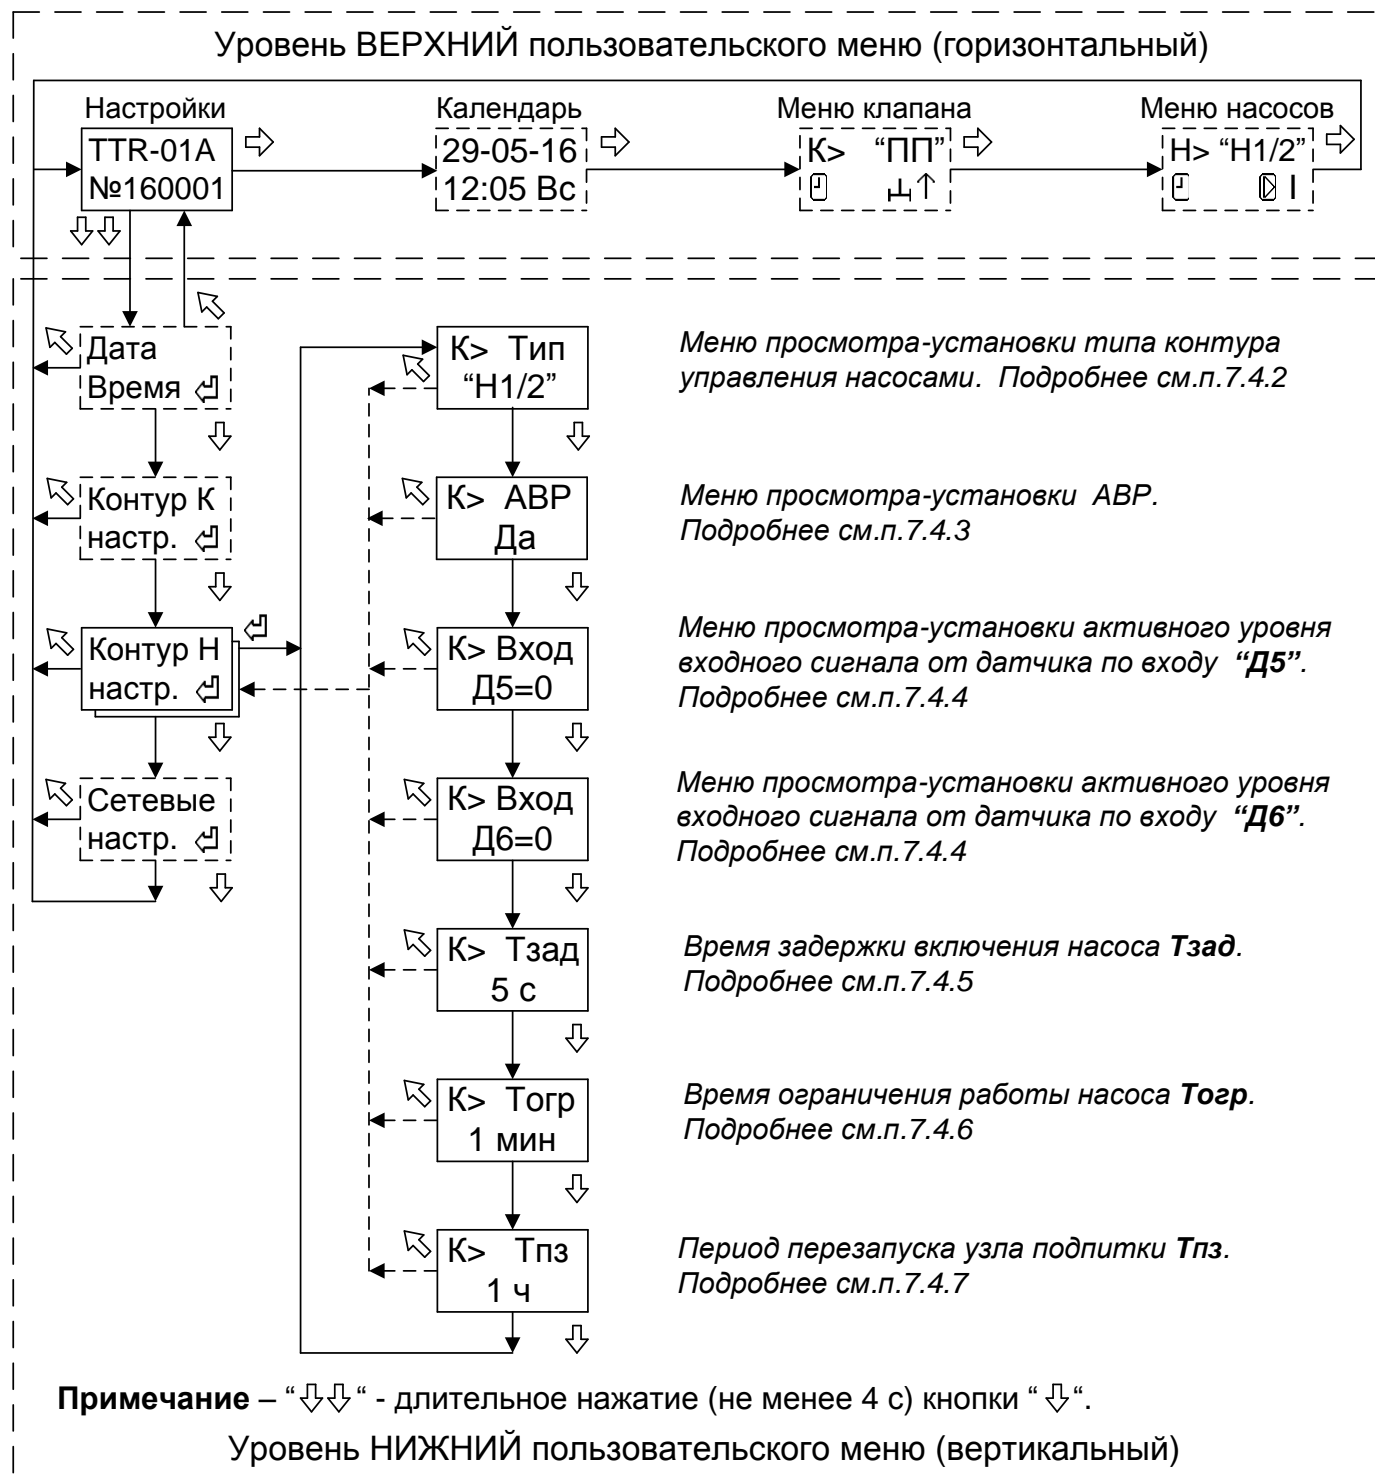 Уровень ВЕРХНИЙ пользовательского меню (горизонтальный)
Настройки
TTR-01A
№160001
Календарь
29-05-16
12:05 Вс
Меню клапана
К> “ПП”
Меню насосов
Н> “Н1/2”
Дата
Время
Контур К
настр.
Контур Н
настр.
Сетевые
настр.
К> Тип
“Н1/2”
Меню просмотра-установки типа контура
управления насосами. Подробнее см.п.7.4.2
К> АВР
Да
Меню просмотра-установки АВР.
Подробнее см.п.7.4.3
К> Вход
Д5=0
Меню просмотра-установки активного уровня
входного сигнала от датчика по входу “Д5”.
Подробнее см.п.7.4.4
К> Вход
Д6=0
Меню просмотра-установки активного уровня
входного сигнала от датчика по входу “Д6”.
Подробнее см.п.7.4.4
К> Тзад
5 с
Время задержки включения насоса Тзад.
Подробнее см.п.7.4.5
К> Тогр
1 мин
Время ограничения работы насоса Тогр.
Подробнее см.п.7.4.6
К> Тпз
1 ч
Период перезапуска узла подпитки Тпз.
Подробнее см.п.7.4.7
Примечание – “⇩⇩“ - длительное нажатие (не менее 4 с) кнопки “⇩“.
Уровень НИЖНИЙ пользовательского меню (вертикальный)